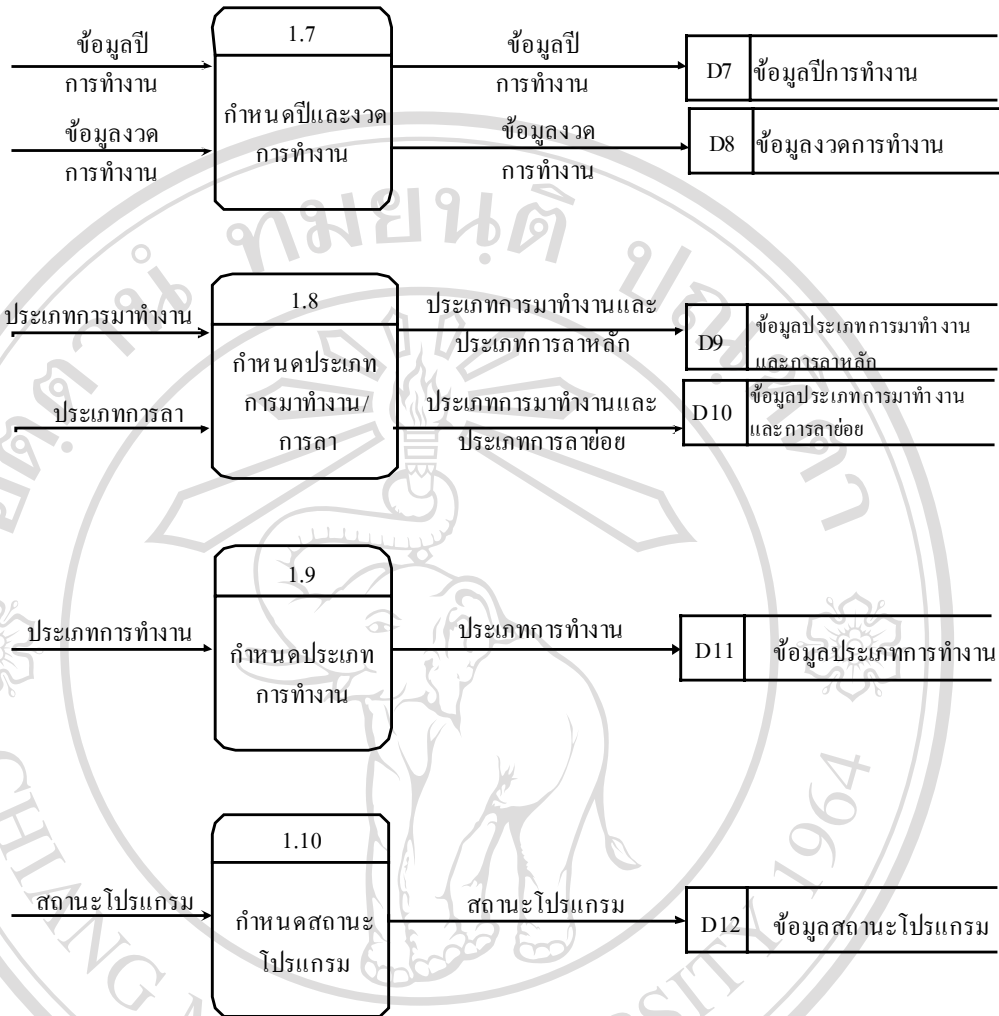 ข้อมูลปี
การทำงาน
ข้อมูลงวด
การทำงาน
1.7
กำหนดปีและงวด
การทำงาน
ข้อมูลปี
การทำงาน
ข้อมูลงวด
การทำงาน
D7 ข้อมูลปีการทำงาน
D8 ข้อมูลงวดการทำงาน
ประเภทการมาทำงาน
ประเภทการลา
1.8
กำหนดประเภท
การมาทำงาน/
การลา
ประเภทการมาทำงานและ
ประเภทการลาหลัก
ประเภทการมาทำงานและ
ประเภทการลาย่อย
D9 ข้อมูลประเภทการมาทำงาน
และการลาหลัก
D10 ข้อมูลประเภทการมาทำงาน
และการลาย่อย
ประเภทการทำงาน
1.9
กำหนดประเภท
การทำงาน
ประเภทการทำงาน
D11 ข้อมูลประเภทการทำงาน
สถานะโปรแกรม
1.10
กำหนดสถานะ
โปรแกรม
สถานะโปรแกรม
D12 ข้อมูลสถานะโปรแกรม